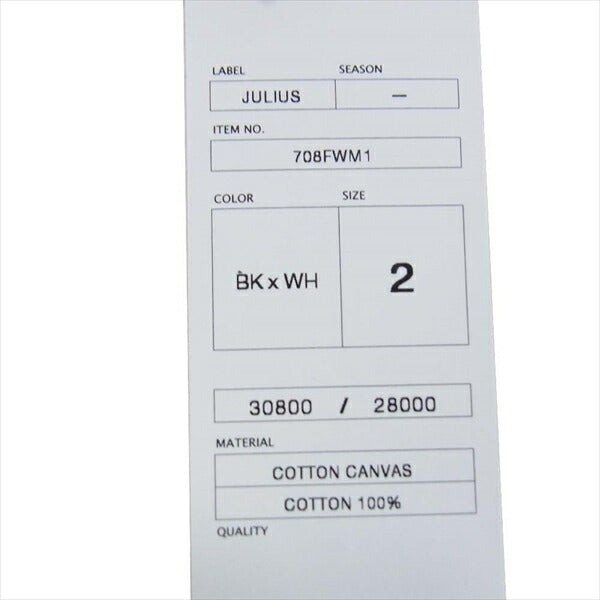 LABEL SEASON
JULIUS —
ITEM NO.
708FWM1
COLOR SIZE
BK x WH 2
30800 / 28000
MATERIAL
COTTON CANVAS
COTTON 100%
QUALITY